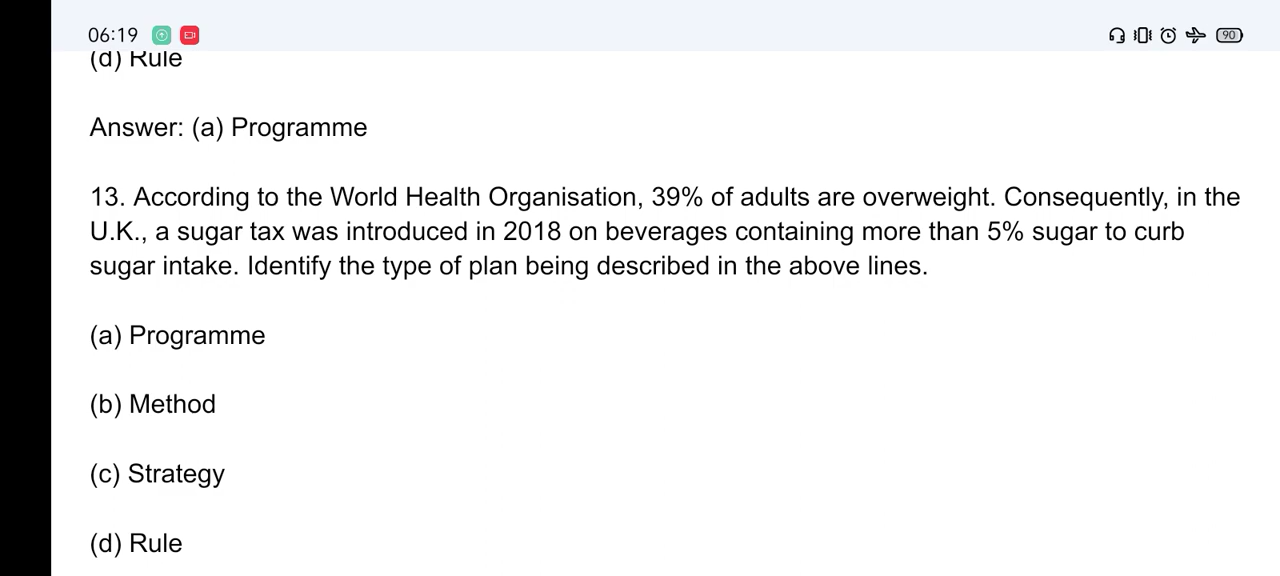 06:19
90
(d) Rule
Answer: (a) Programme
13. According to the World Health Organisation, 39% of adults are overweight. Consequently, in the
U.K., a sugar tax was introduced in 2018 on beverages containing more than 5% sugar to curb
sugar intake. Identify the type of plan being described in the above lines.
(a) Programme
(b) Method
(c) Strategy
(d) Rule